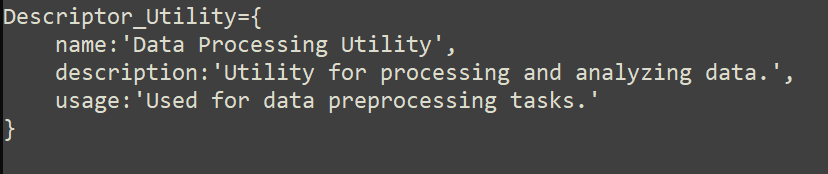 Descriptor_Utility={
    name:'Data Processing Utility',
    description:'Utility for processing and analyzing data.',
    usage:'Used for data preprocessing tasks.'
}